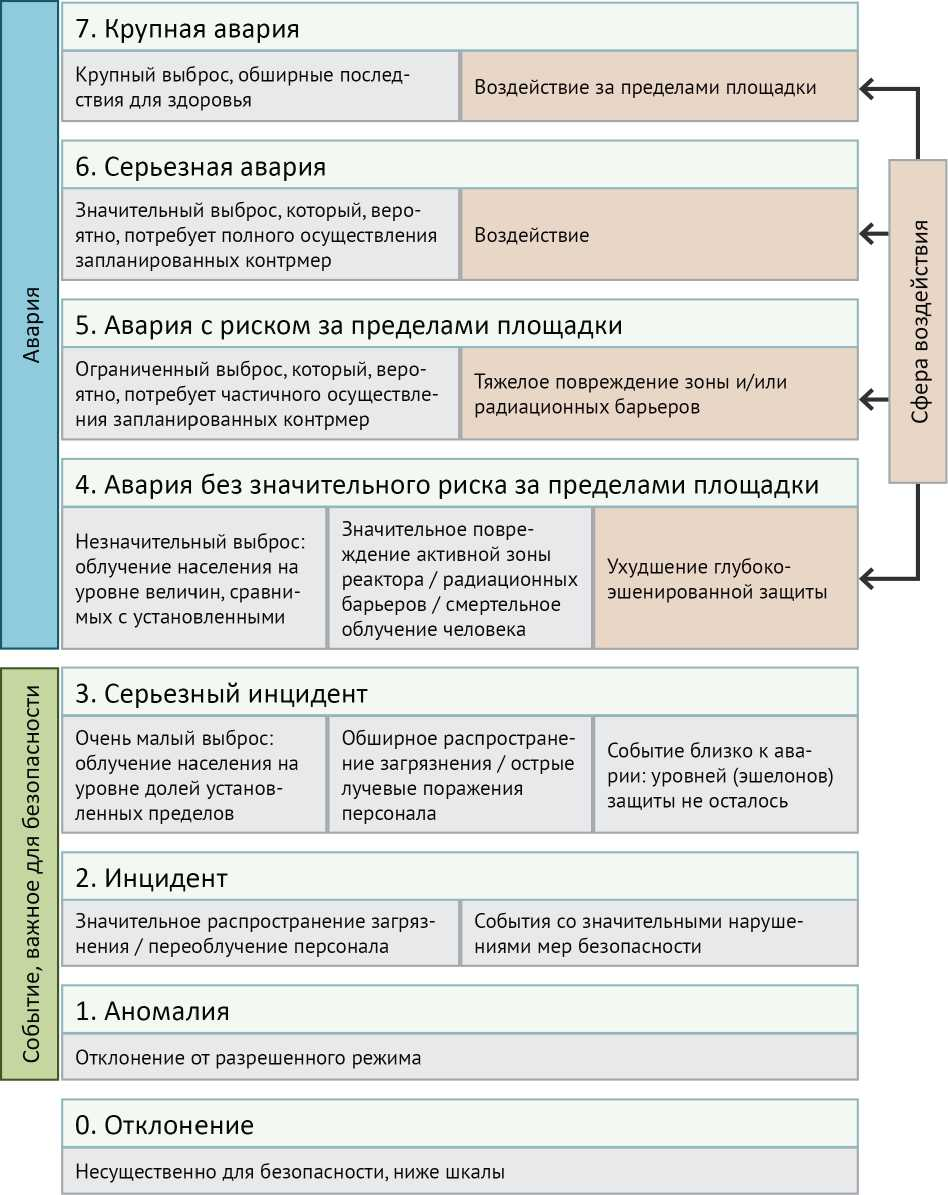 7. Крупная авария
Крупный выброс, обширные послед-
ствия для здоровья
Воздействие за пределами площадки
6. Серьезная авария
Значительный выброс, который, веро-
ятно, потребует полного осуществления
запланированных контрмер
Воздействие
5. Авария с риском за пределами площадки
Ограниченный выброс, который, веро-
ятно, потребует частичного осуществле-
ния запланированных контрмер
Тяжелое повреждение зоны и/или
радиационных барьеров
4. Авария без значительного риска за пределами площадки
Незначительный выброс:
облучение населения на
уровне величин, сравни-
мых с установленными
Значительное повре-
ждение активной зоны
реактора / радиационных
барьеров / смертельное
облучение человека
Ухудшение глубоко-
эшенированной защиты
Авария
Сфера воздействия
3. Серьезный инцидент
Очень малый выброс:
облучение населения на
уровне долей установ-
ленных пределов
Обширное распростране-
ние загрязнения / острые
лучевые поражения
персонала
Событие близко к ава-
рии: уровней (эшелонов)
защиты не осталось
2. Инцидент
Значительное распространение загряз-
нения / переоблучение персонала
События со значительными наруше-
ниями мер безопасности
1. Аномалия
Отклонение от разрешенного режима
Событие, важное для безопасности
0. Отклонение
Несущественно для безопасности, ниже шкалы